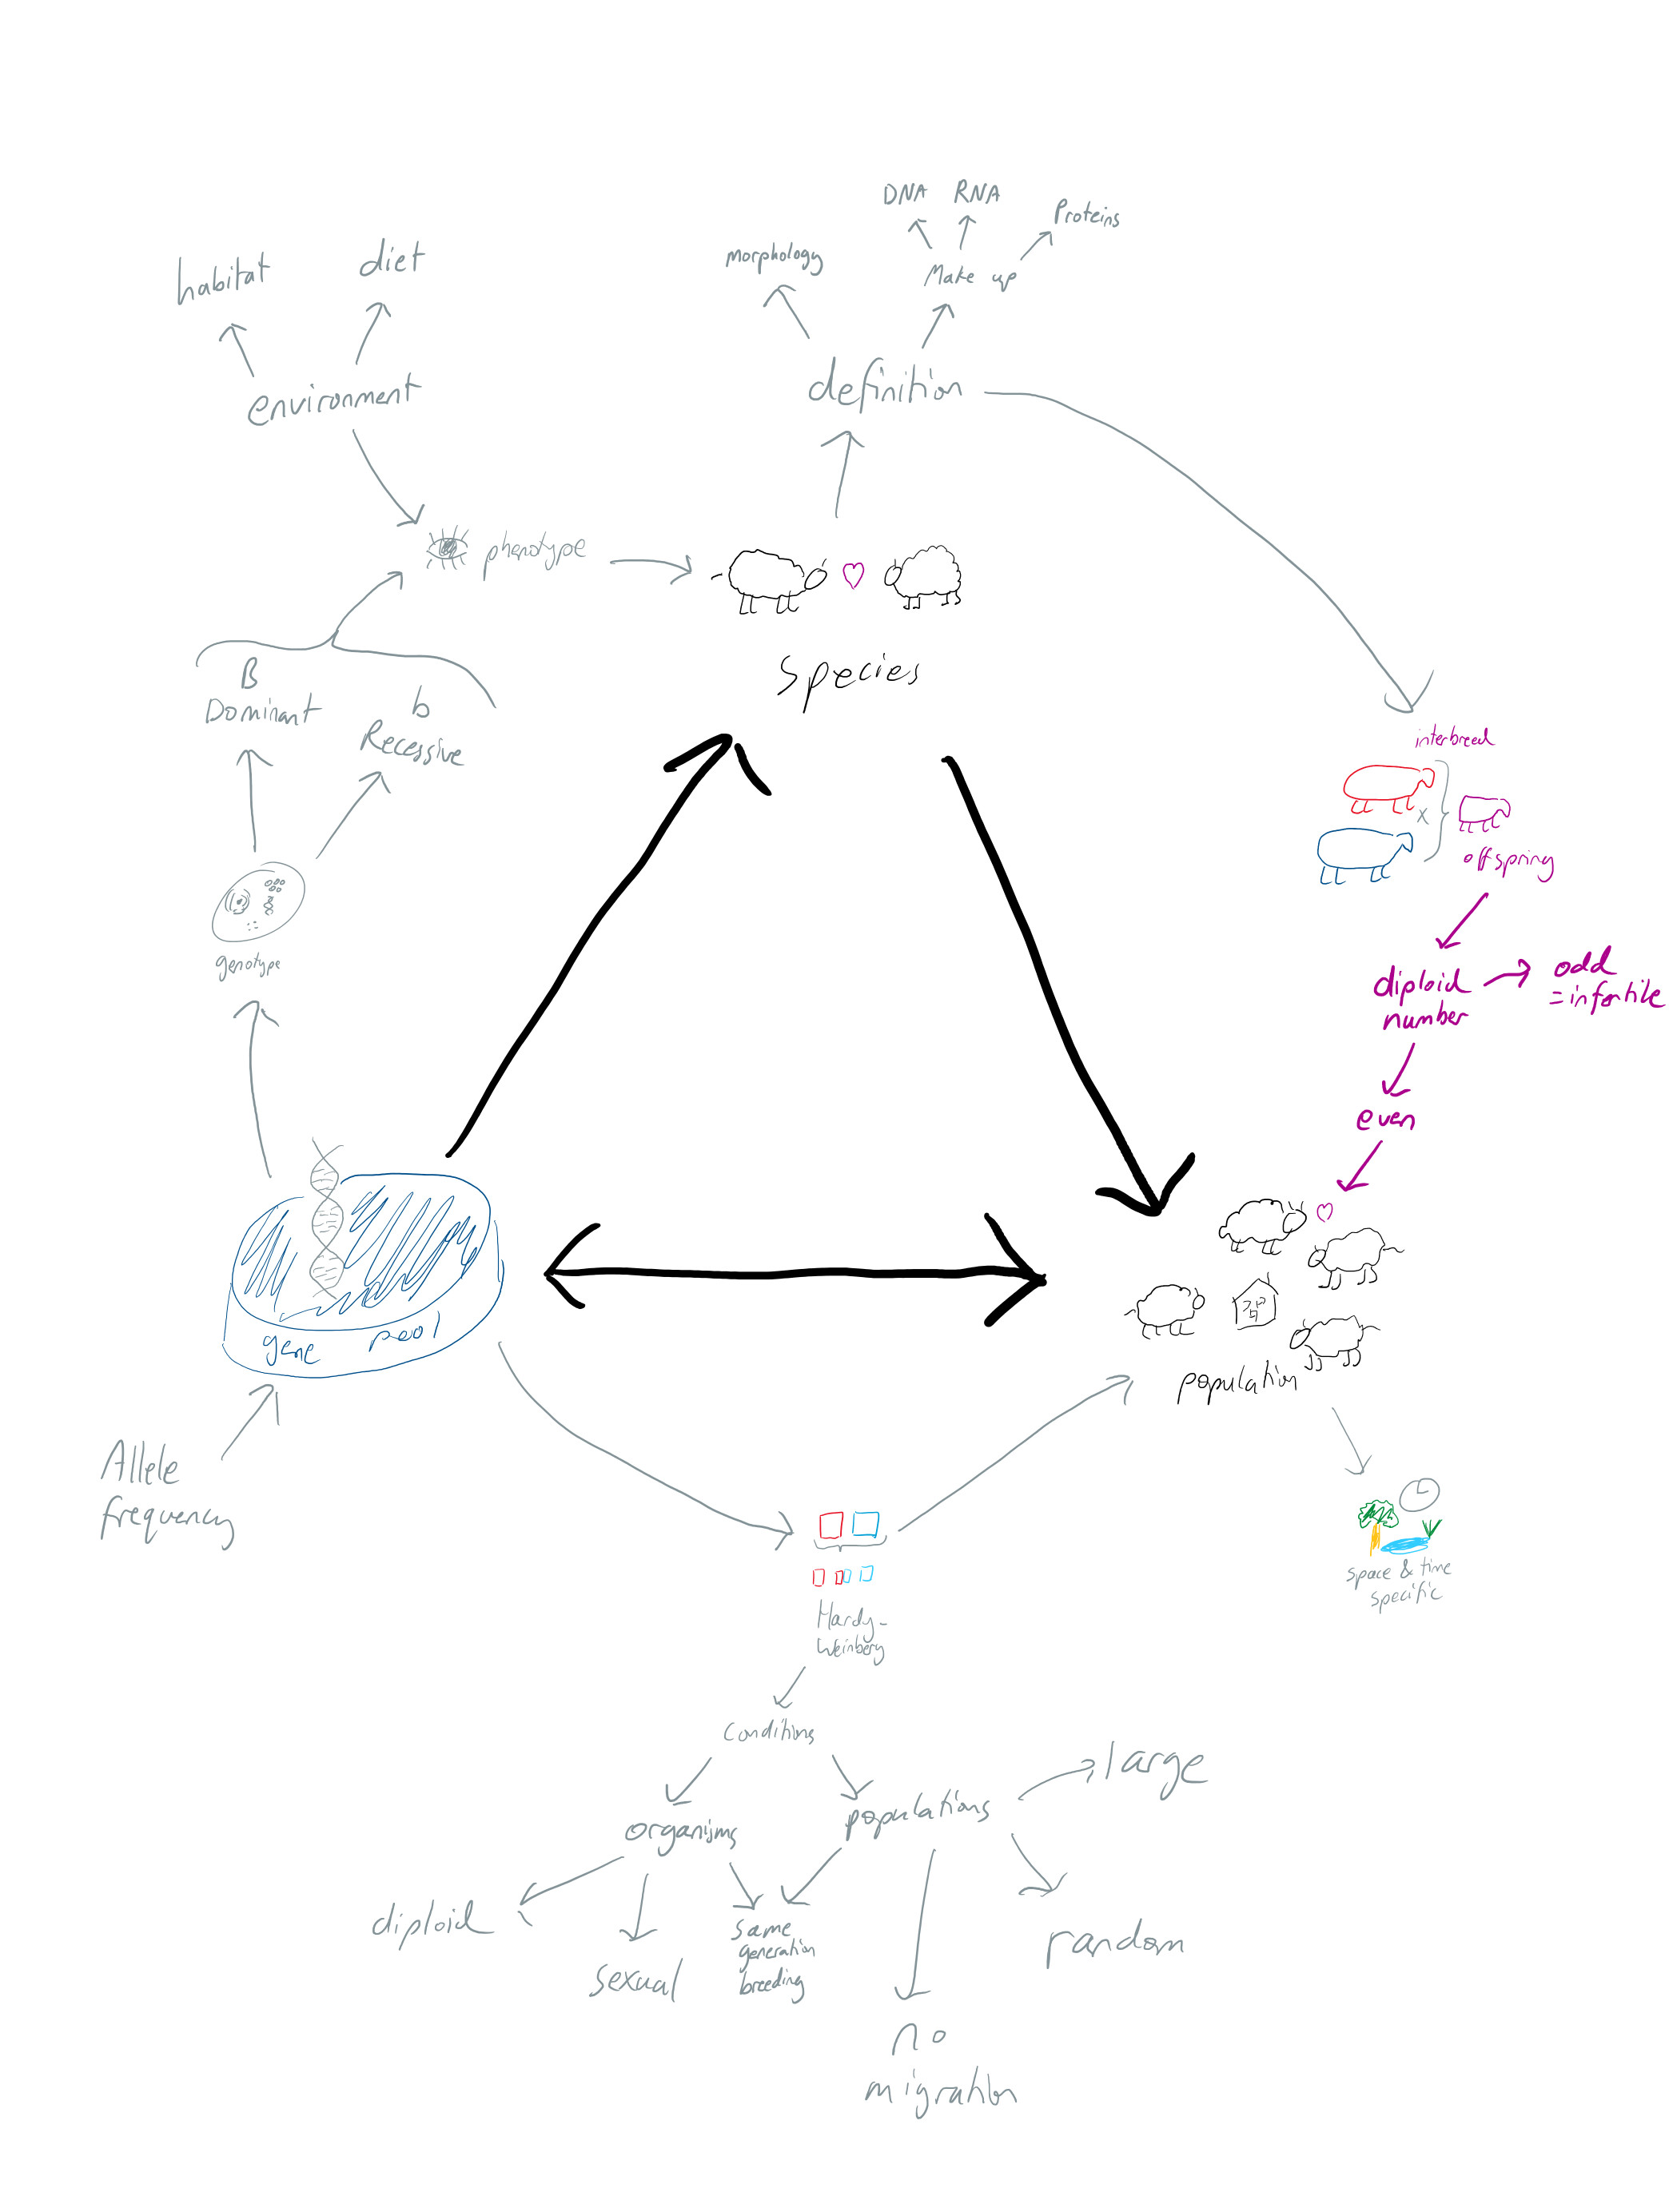 DNA RNA
Proteins
morphology
Make up
habitat
diet
definition
environment
phenotype
Species
B
Dominant
b
Recessive
interbreed
x
offspring
genotype
diploid
number
odd
=infertile
even
gene pool
population
Allele
frequency
space & time
specific
Hardy-
Weinberg
Conditions
organisms
populations
large
diploid
sexual
same
generation
breeding
random
no
migration